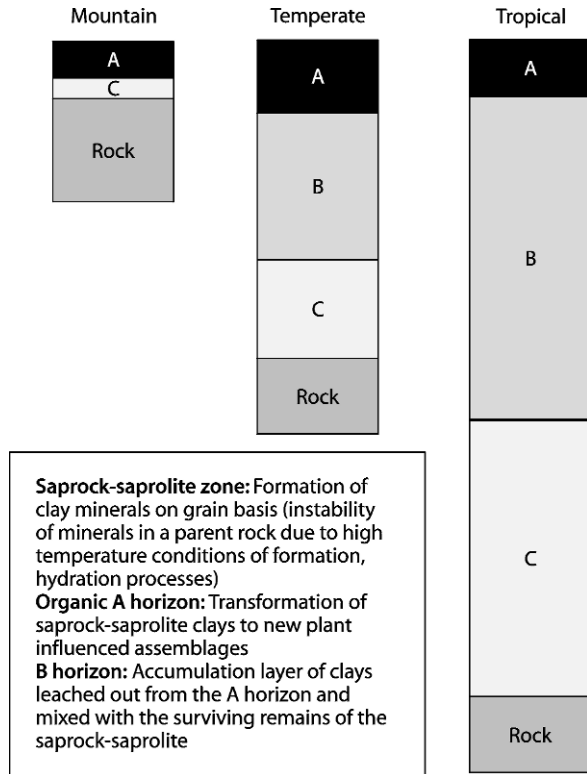 Mountain
Temperate
Tropical
A
C
Rock
A
B
C
Rock
A
B
C
Rock
Saprock-saprolite zone: Formation of
clay minerals on grain basis (instability
of minerals in a parent rock due to high
temperature conditions of formation,
hydration processes)
Organic A horizon: Transformation of
saprock-saprolite clays to new plant
influenced assemblages
B horizon: Accumulation layer of clays
leached out from the A horizon and
mixed with the surviving remains of the
saprock-saprolite